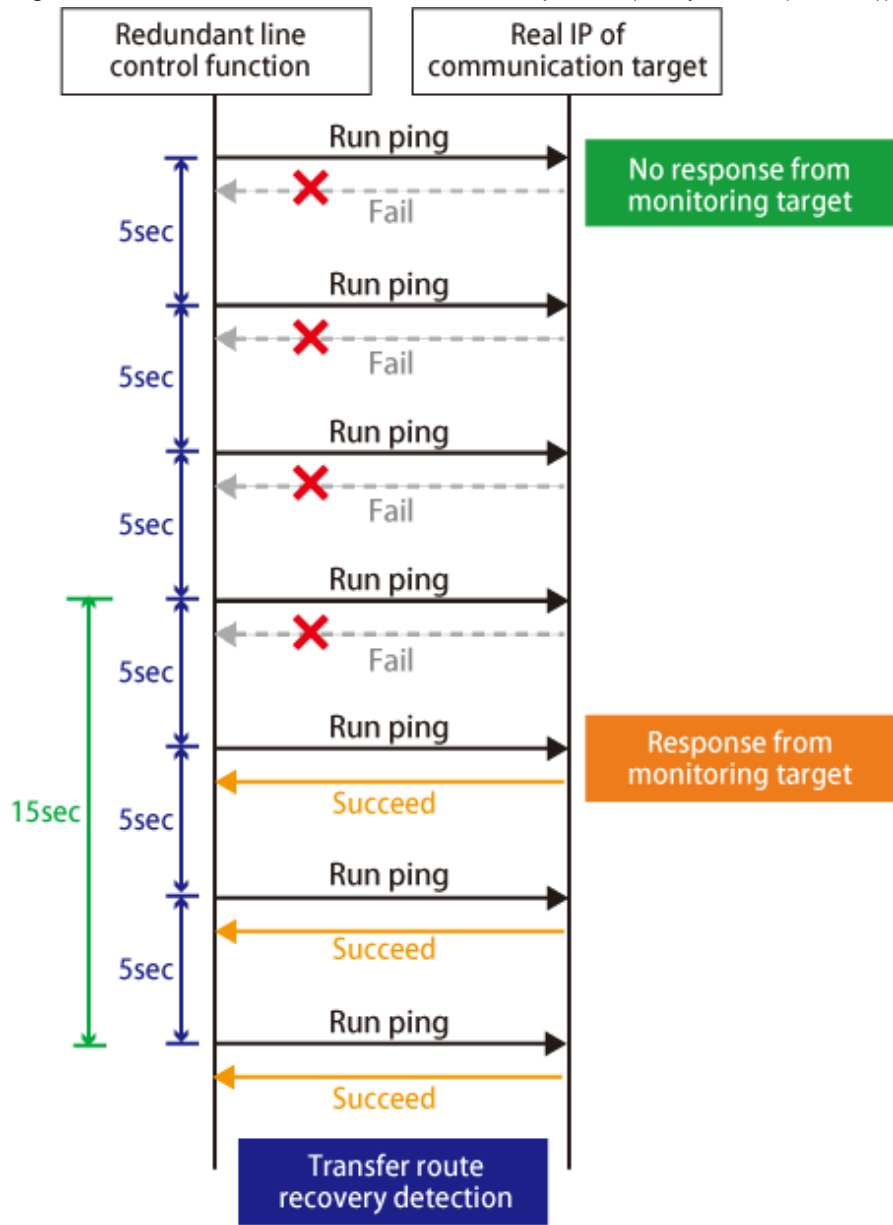 Redundant line
control function
Real IP of
communication target
Run ping
No response from
monitoring target
Fail
5sec
Run ping
Fail
5sec
Run ping
Fail
5sec
Run ping
Fail
5sec
Run ping
Response from
monitoring target
Succeed
15sec
5sec
Run ping
Succeed
5sec
Run ping
Succeed
Transfer route
recovery detection